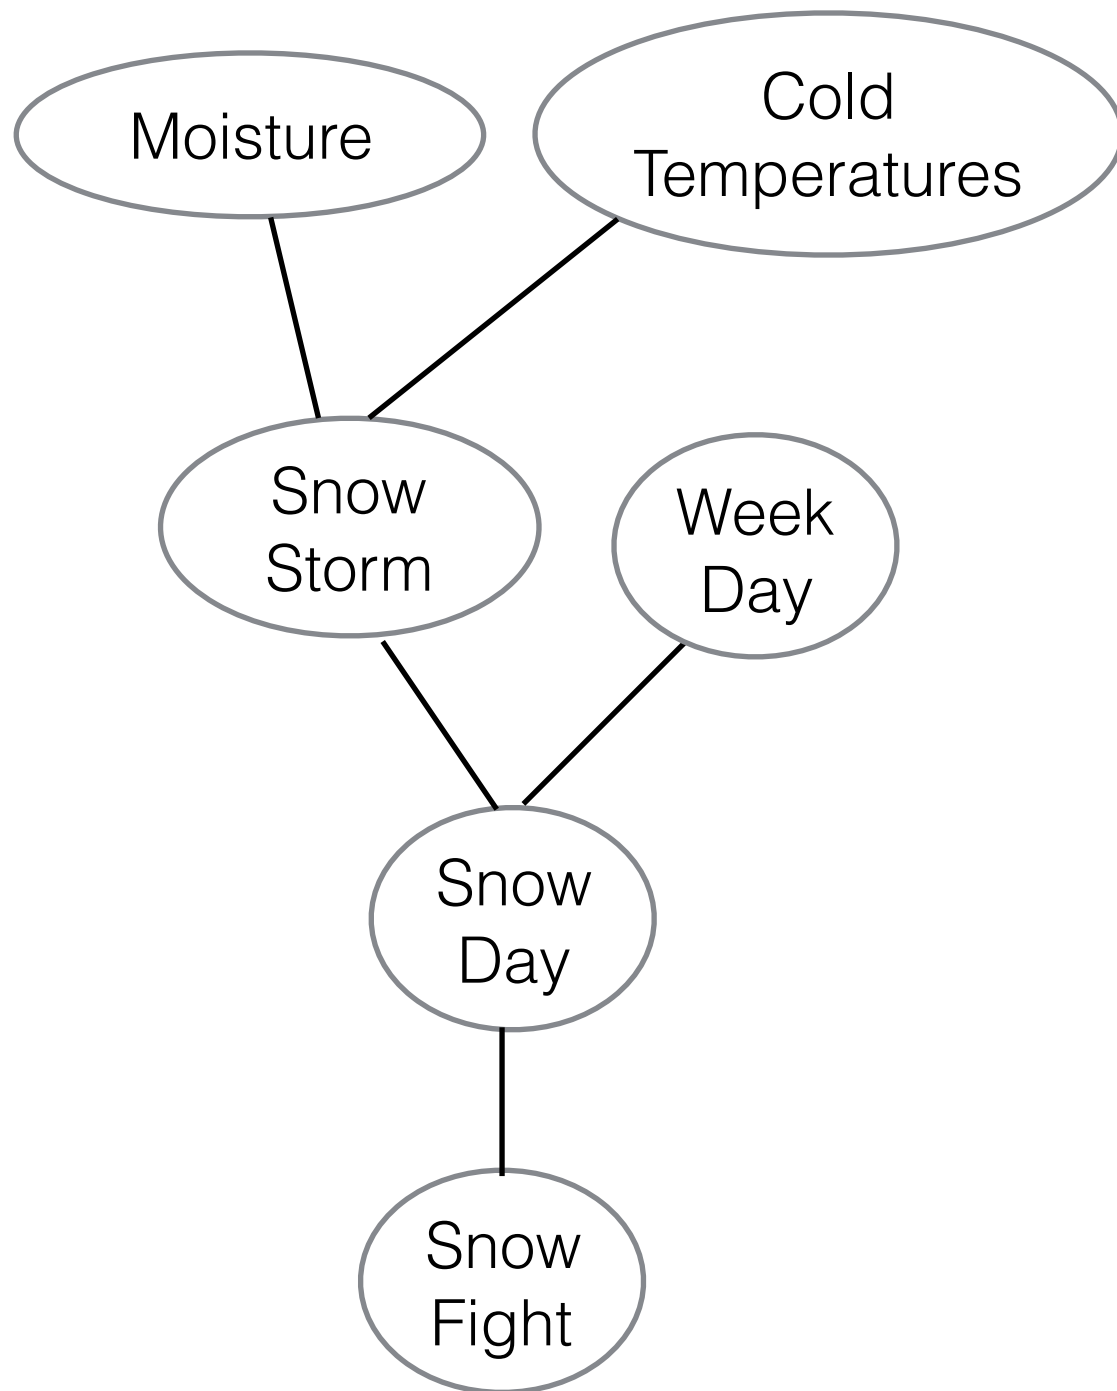 Moisture
Cold
Temperatures
Snow
Storm
Week
Day
Snow
Day
Snow
Fight